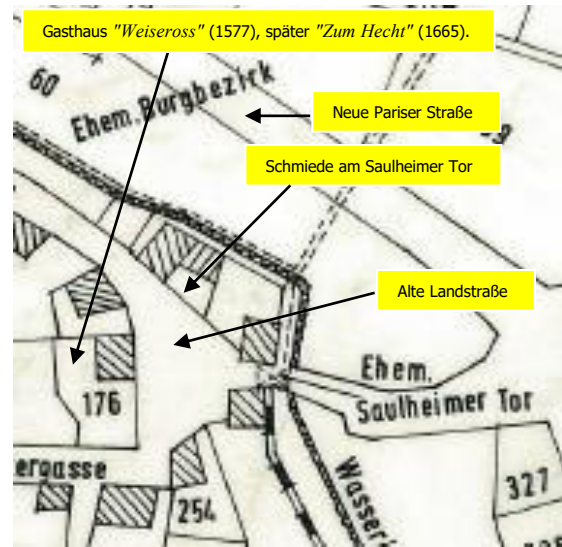 Gasthaus "Weiseross" (1577), später "Zum Hecht" (1665).
60
Ehem. Burgbezirk
Neue Pariser Straße
Schmiede am Saulheimer Tor
Alte Landstraße
Ehem.
Saulheimer Tor
176
ergasse
254
327